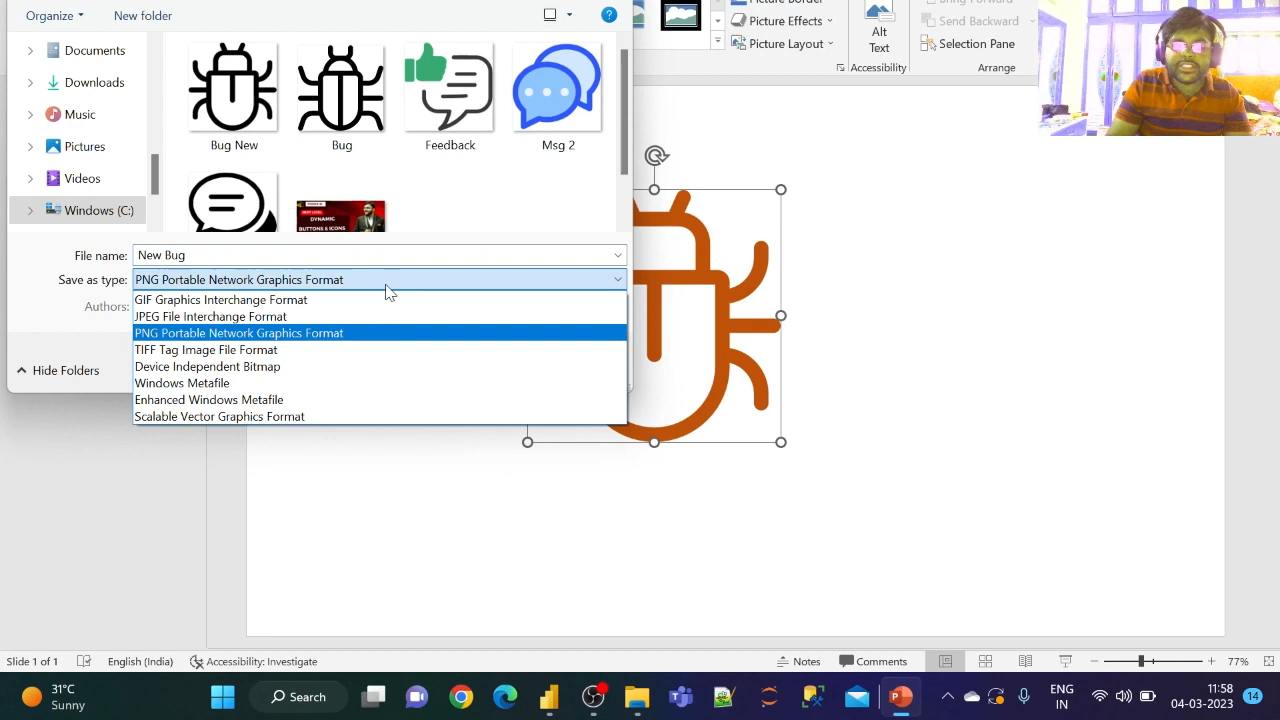 Organize
New folder
Documents
Downloads
Music
Pictures
Videos
Windows (C:)
Bug New
Bug
Feedback
Msg 2
DYNAMIC
BUTTONS & ICONS
File name:
New Bug
Save as type:
PNG Portable Network Graphics Format
Authors:
GIF Graphics Interchange Format
JPEG File Interchange Format
PNG Portable Network Graphics Format
TIFF Tag Image File Format
Device Independent Bitmap
Windows Metafile
Enhanced Windows Metafile
Scalable Vector Graphics Format
Hide Folders
Picture Border
Picture Effects
Picture Layout
Alt
Text
Accessibility
Bring Forward
Send Backward
Selection Pane
Arrange
Slide 1 of 1
English (India)
Accessibility: Investigate
Notes
Comments
77%
31°C
Sunny
Search
ENG
IN
11:58
04-03-2023
14